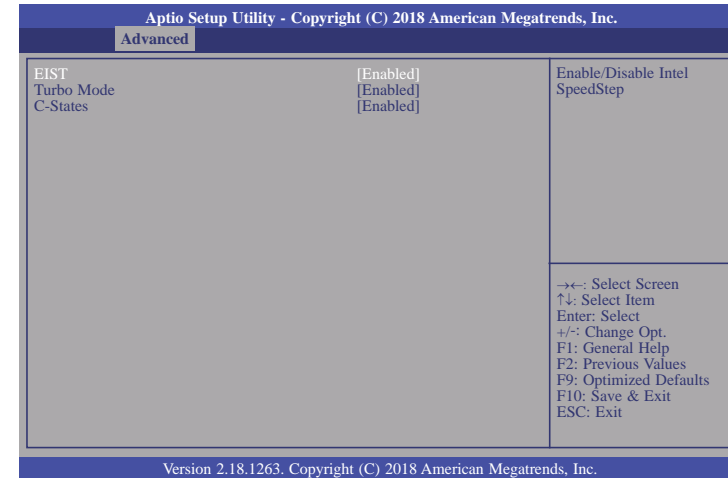 Aptio Setup Utility - Copyright (C) 2018 American Megatrends, Inc.
Advanced
EIST [Enabled]
Turbo Mode [Enabled]
C-States [Enabled]
Enable/Disable Intel
SpeedStep
→←: Select Screen
↑↓: Select Item
Enter: Select
+/-: Change Opt.
F1: General Help
F2: Previous Values
F9: Optimized Defaults
F10: Save & Exit
ESC: Exit
Version 2.18.1263. Copyright (C) 2018 American Megatrends, Inc.